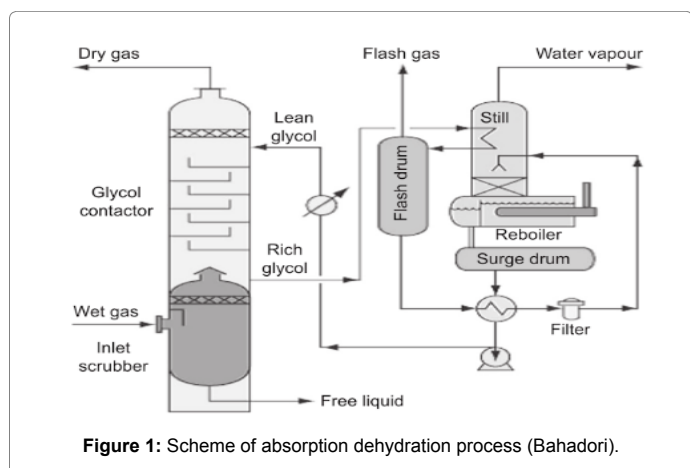 Dry gas
Flash gas
Water vapour
Lean
glycol
Still
Glycol
contactor
Flash drum
Rich
glycol
Reboiler
Surge drum
Wet gas
Inlet
scrubber
Filter
Free liquid
Figure 1: Scheme of absorption dehydration process (Bahadori).